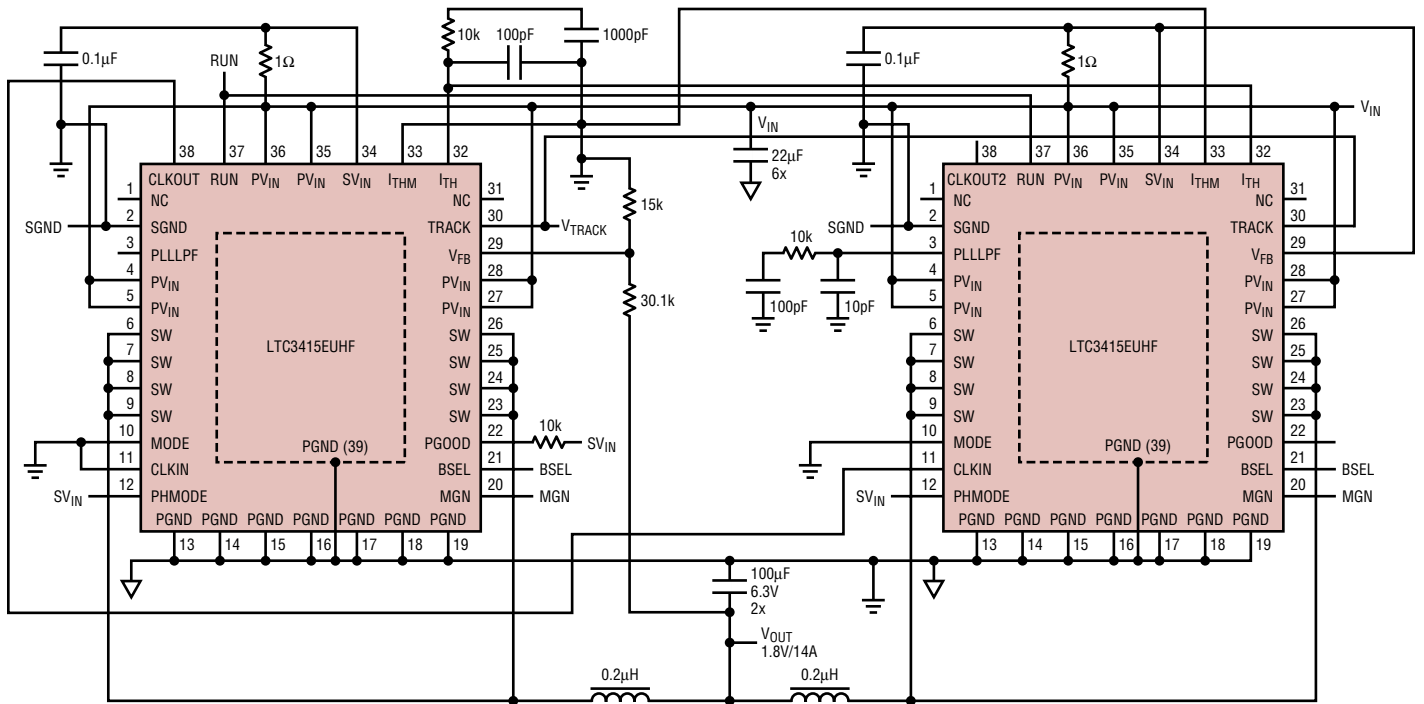 10k
100pF
1000pF
0.1µF
RUN
1Ω
0.1µF
1Ω
VIN
VIN
22µF
6x
38 37 36 35 34 33 32
CLKOUT RUN PVIN PVIN SVIN ITHM ITH
1 NC
SGND 2 SGND
3 PLLLPF
4 PVIN
5 PVIN
6 SW
7 SW
8 SW
9 SW
10 MODE
11 CLKIN
SVIN 12 PHMODE
LTC3415EUHF
PGND (39)
NC 31
TRACK 30 VTRACK
VFB 29
PVIN 28
PVIN 27
SW 26
SW 25
SW 24
SW 23
PGOOD 22 10k SVIN
BSEL 21 BSEL
MGN 20 MGN
PGND PGND PGND PGND PGND PGND PGND
13 14 15 16 17 18 19
15k
30.1k
38 37 36 35 34 33 32
CLKOUT2 RUN PVIN PVIN SVIN ITHM ITH
1 NC
SGND 2 SGND
10k
100pF
10pF
3 PLLLPF
4 PVIN
5 PVIN
6 SW
7 SW
8 SW
9 SW
10 MODE
11 CLKIN
SVIN 12 PHMODE
LTC3415EUHF
PGND (39)
NC 31
TRACK 30
VFB 29
PVIN 28
PVIN 27
SW 26
SW 25
SW 24
SW 23
PGOOD 22
BSEL 21 BSEL
MGN 20 MGN
PGND PGND PGND PGND PGND PGND PGND
13 14 15 16 17 18 19
100µF
6.3V
2x
VOUT
1.8V/14A
0.2µH
0.2µH